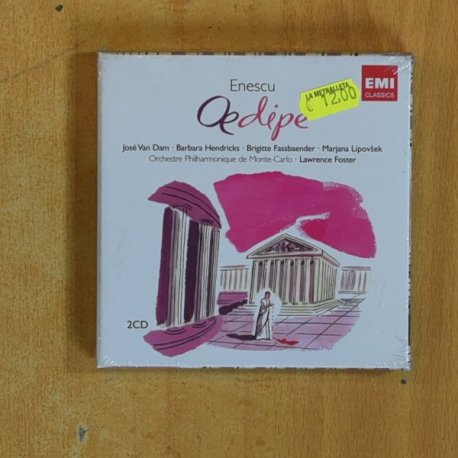 Enescu
Oedipe
LA METRALLETA
€ 12,00
EMI
CLASSICS
José Van Dam · Barbara Hendricks · Brigitte Fassbaender · Marjana Lipovšek
Orchestre Philharmonique de Monte-Carlo · Lawrence Foster
2CD